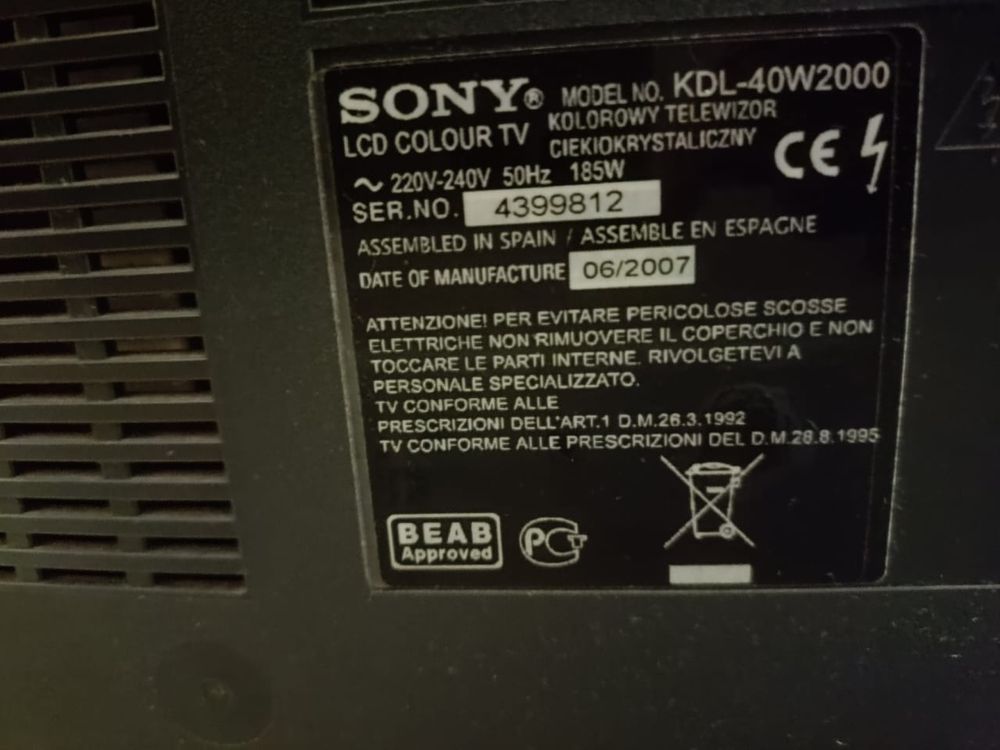 SONY® MODEL NO. KDL-40W2000
LCD COLOUR TV KOLOROWY TELEWIZOR
CIEKIOKRYSTALICZNY
CE
~ 220V-240V 50Hz 185W
SER.NO. 4399812
ASSEMBLED IN SPAIN / ASSEMBLE EN ESPAGNE
DATE OF MANUFACTURE 06/2007
ATTENZIONE! PER EVITARE PERICOLOSE SCOSSE
ELETTRICHE NON RIMUOVERE IL COPERCHIO E NON
TOCCARE LE PARTI INTERNE. RIVOLGETEVI A
PERSONALE SPECIALIZZATO.
TV CONFORME ALLE
PRESCRIZIONI DELL'ART.1 D.M.26.3.1992
TV CONFORME ALLE PRESCRIZIONI DEL D.M.28.8.1995
BEAB
Approved
PCT